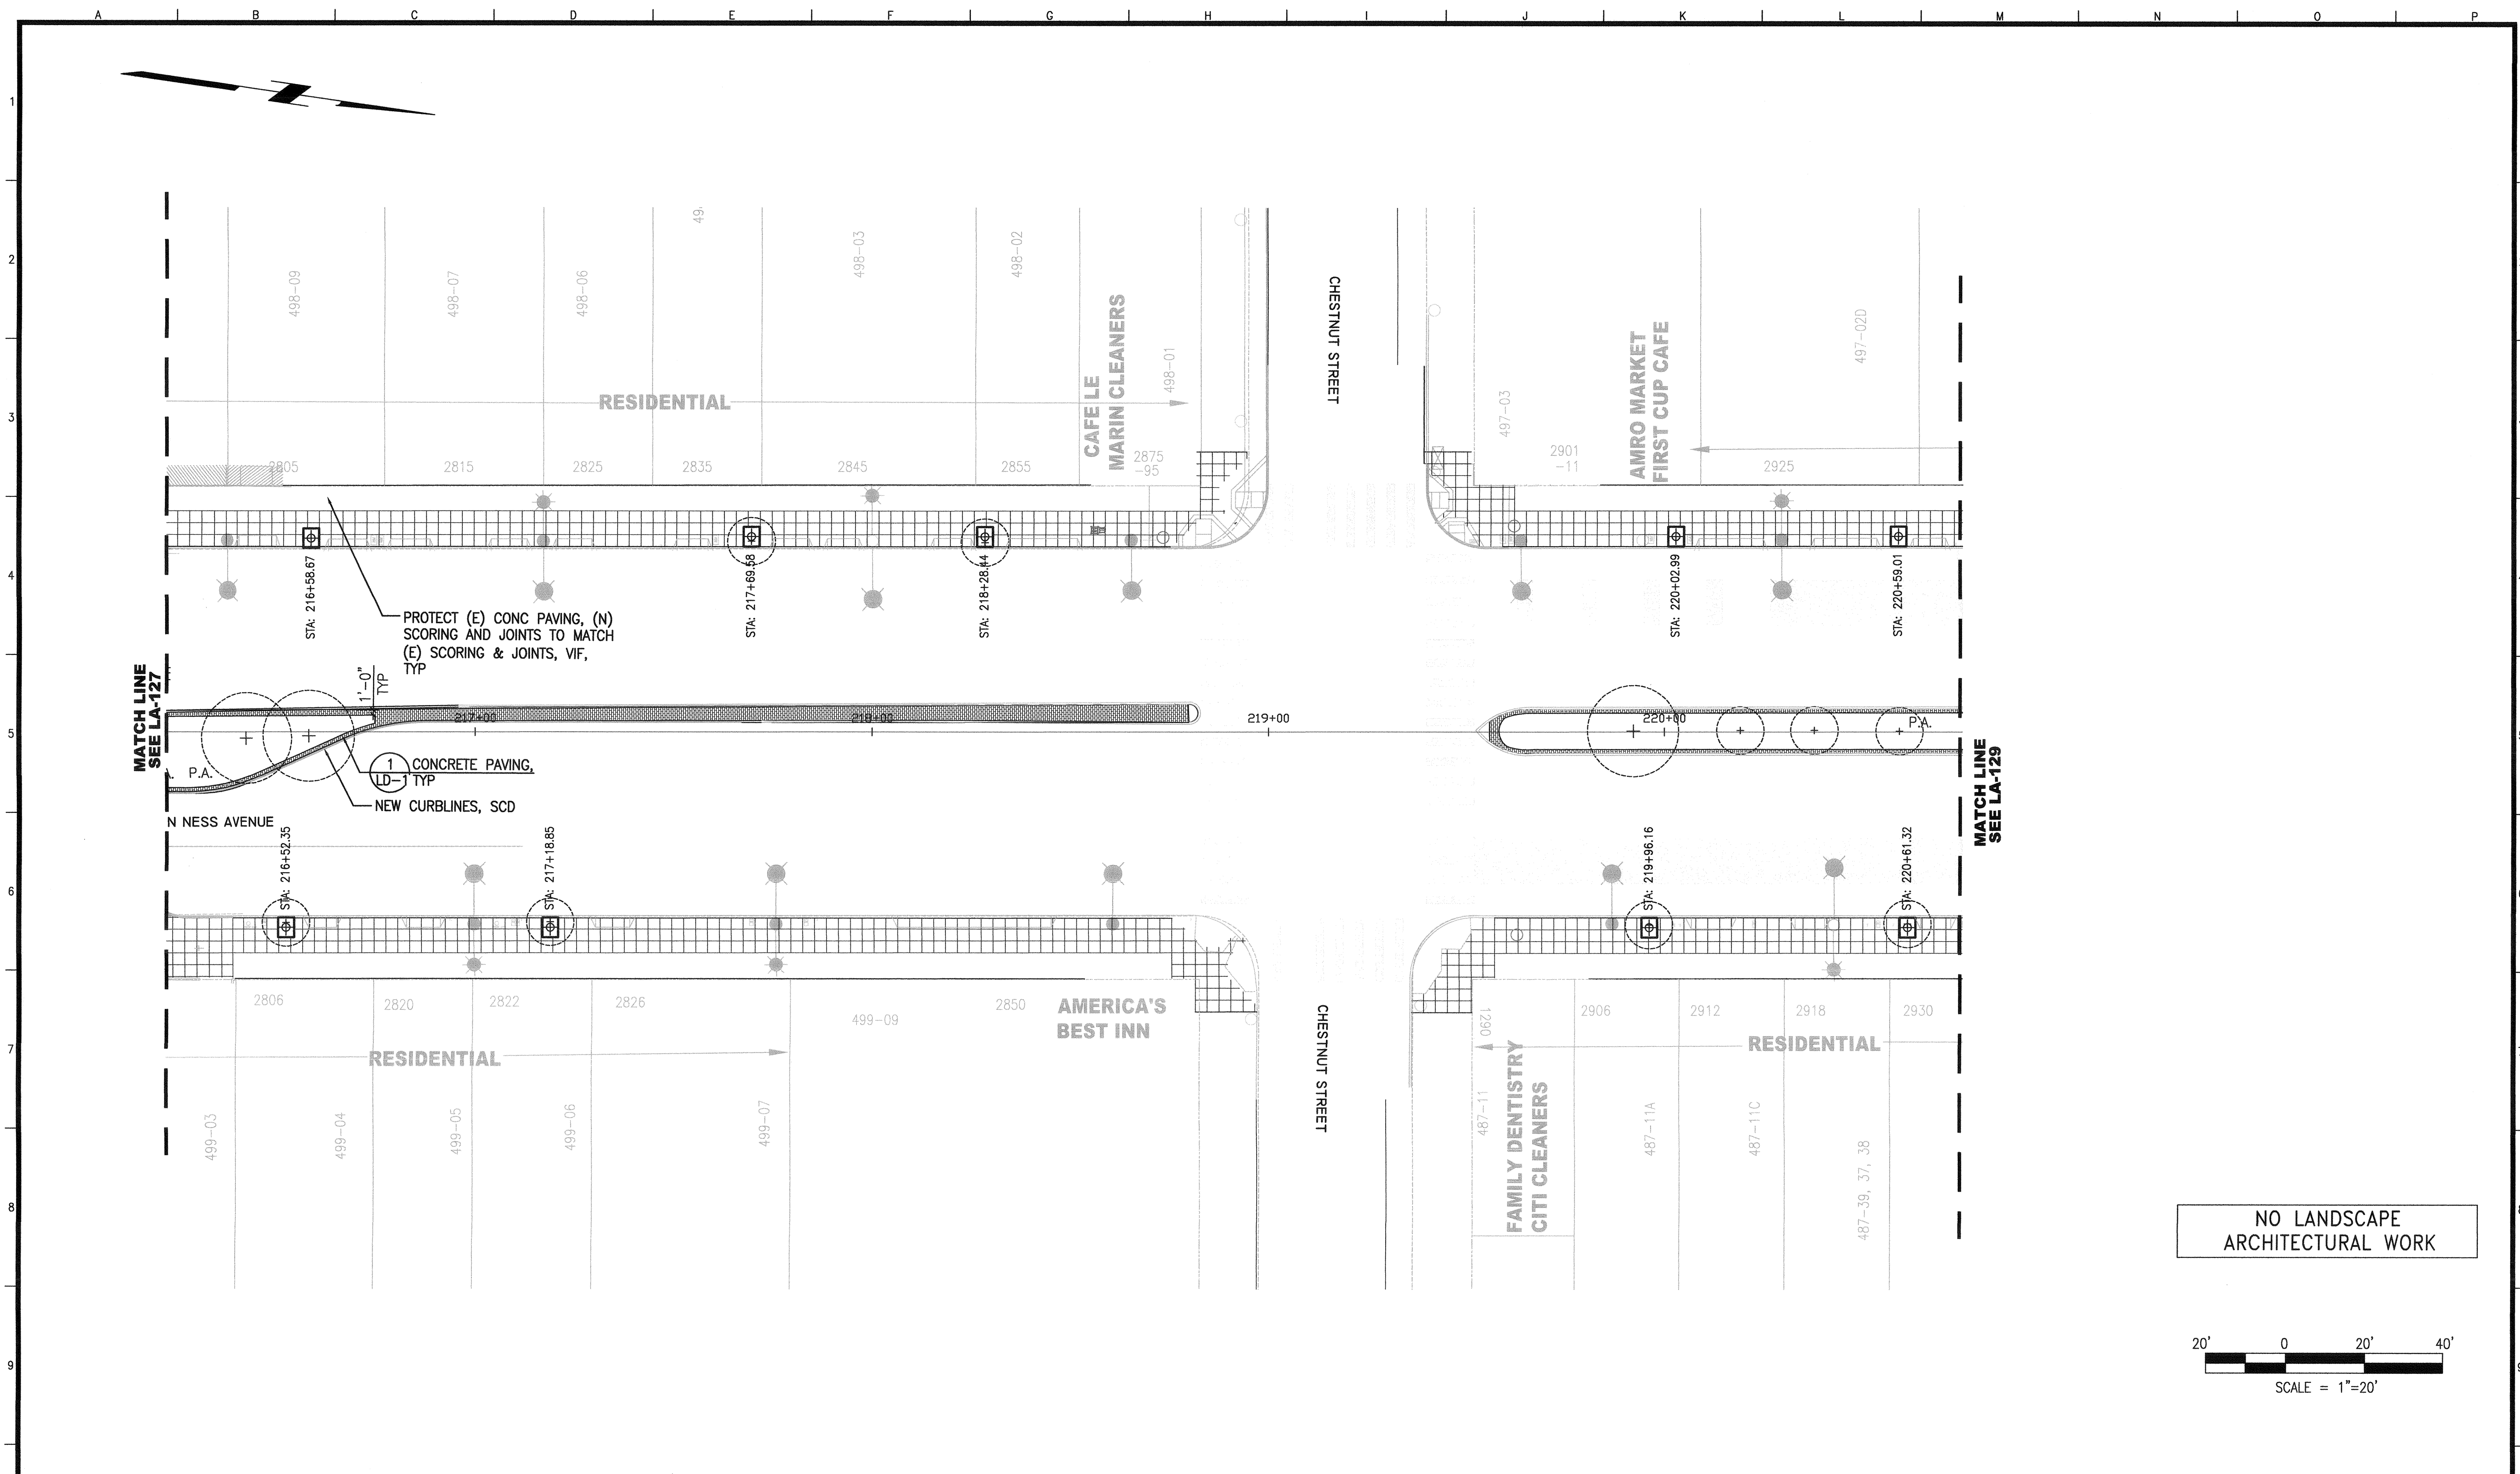 A B C D E F G H I J K L M N O P
1
2
3
4
5
6
7
8
9
498-09
498-07
498-06
49
498-03
498-02
498-01
RESIDENTIAL
CAFE LE
MARIN CLEANERS
2805
2815
2825
2835
2845
2855
2875
-95
CHESTNUT STREET
497-03
2901
-11
AMRO MARKET
FIRST CUP CAFE
2925
497-02D
STA: 216+58.67
STA: 217+69.58
STA: 218+28.44
STA: 220+02.99
STA: 220+59.01
PROTECT (E) CONC PAVING, (N)
SCORING AND JOINTS TO MATCH
(E) SCORING & JOINTS, VIF,
TYP
MATCH LINE
SEE LA-127
1'-0"
TYP
217+00
218+00
219+00
220+00
P.A.
P.A.
1
LD-1
CONCRETE PAVING,
TYP
NEW CURBLINES, SCD
N NESS AVENUE
MATCH LINE
SEE LA-129
STA: 216+52.35
STA: 217+18.85
STA: 219+96.16
STA: 220+61.32
2806
2820
2822
2826
499-09
2850
AMERICA'S
BEST INN
RESIDENTIAL
499-03
499-04
499-05
499-06
499-07
CHESTNUT STREET
1290
487-11
FAMILY DENTISTRY
CITI CLEANERS
2906
2912
2918
2930
RESIDENTIAL
487-11A
487-11C
487-39, 37, 38
NO LANDSCAPE
ARCHITECTURAL WORK
20' 0 20' 40'
SCALE = 1"=20'